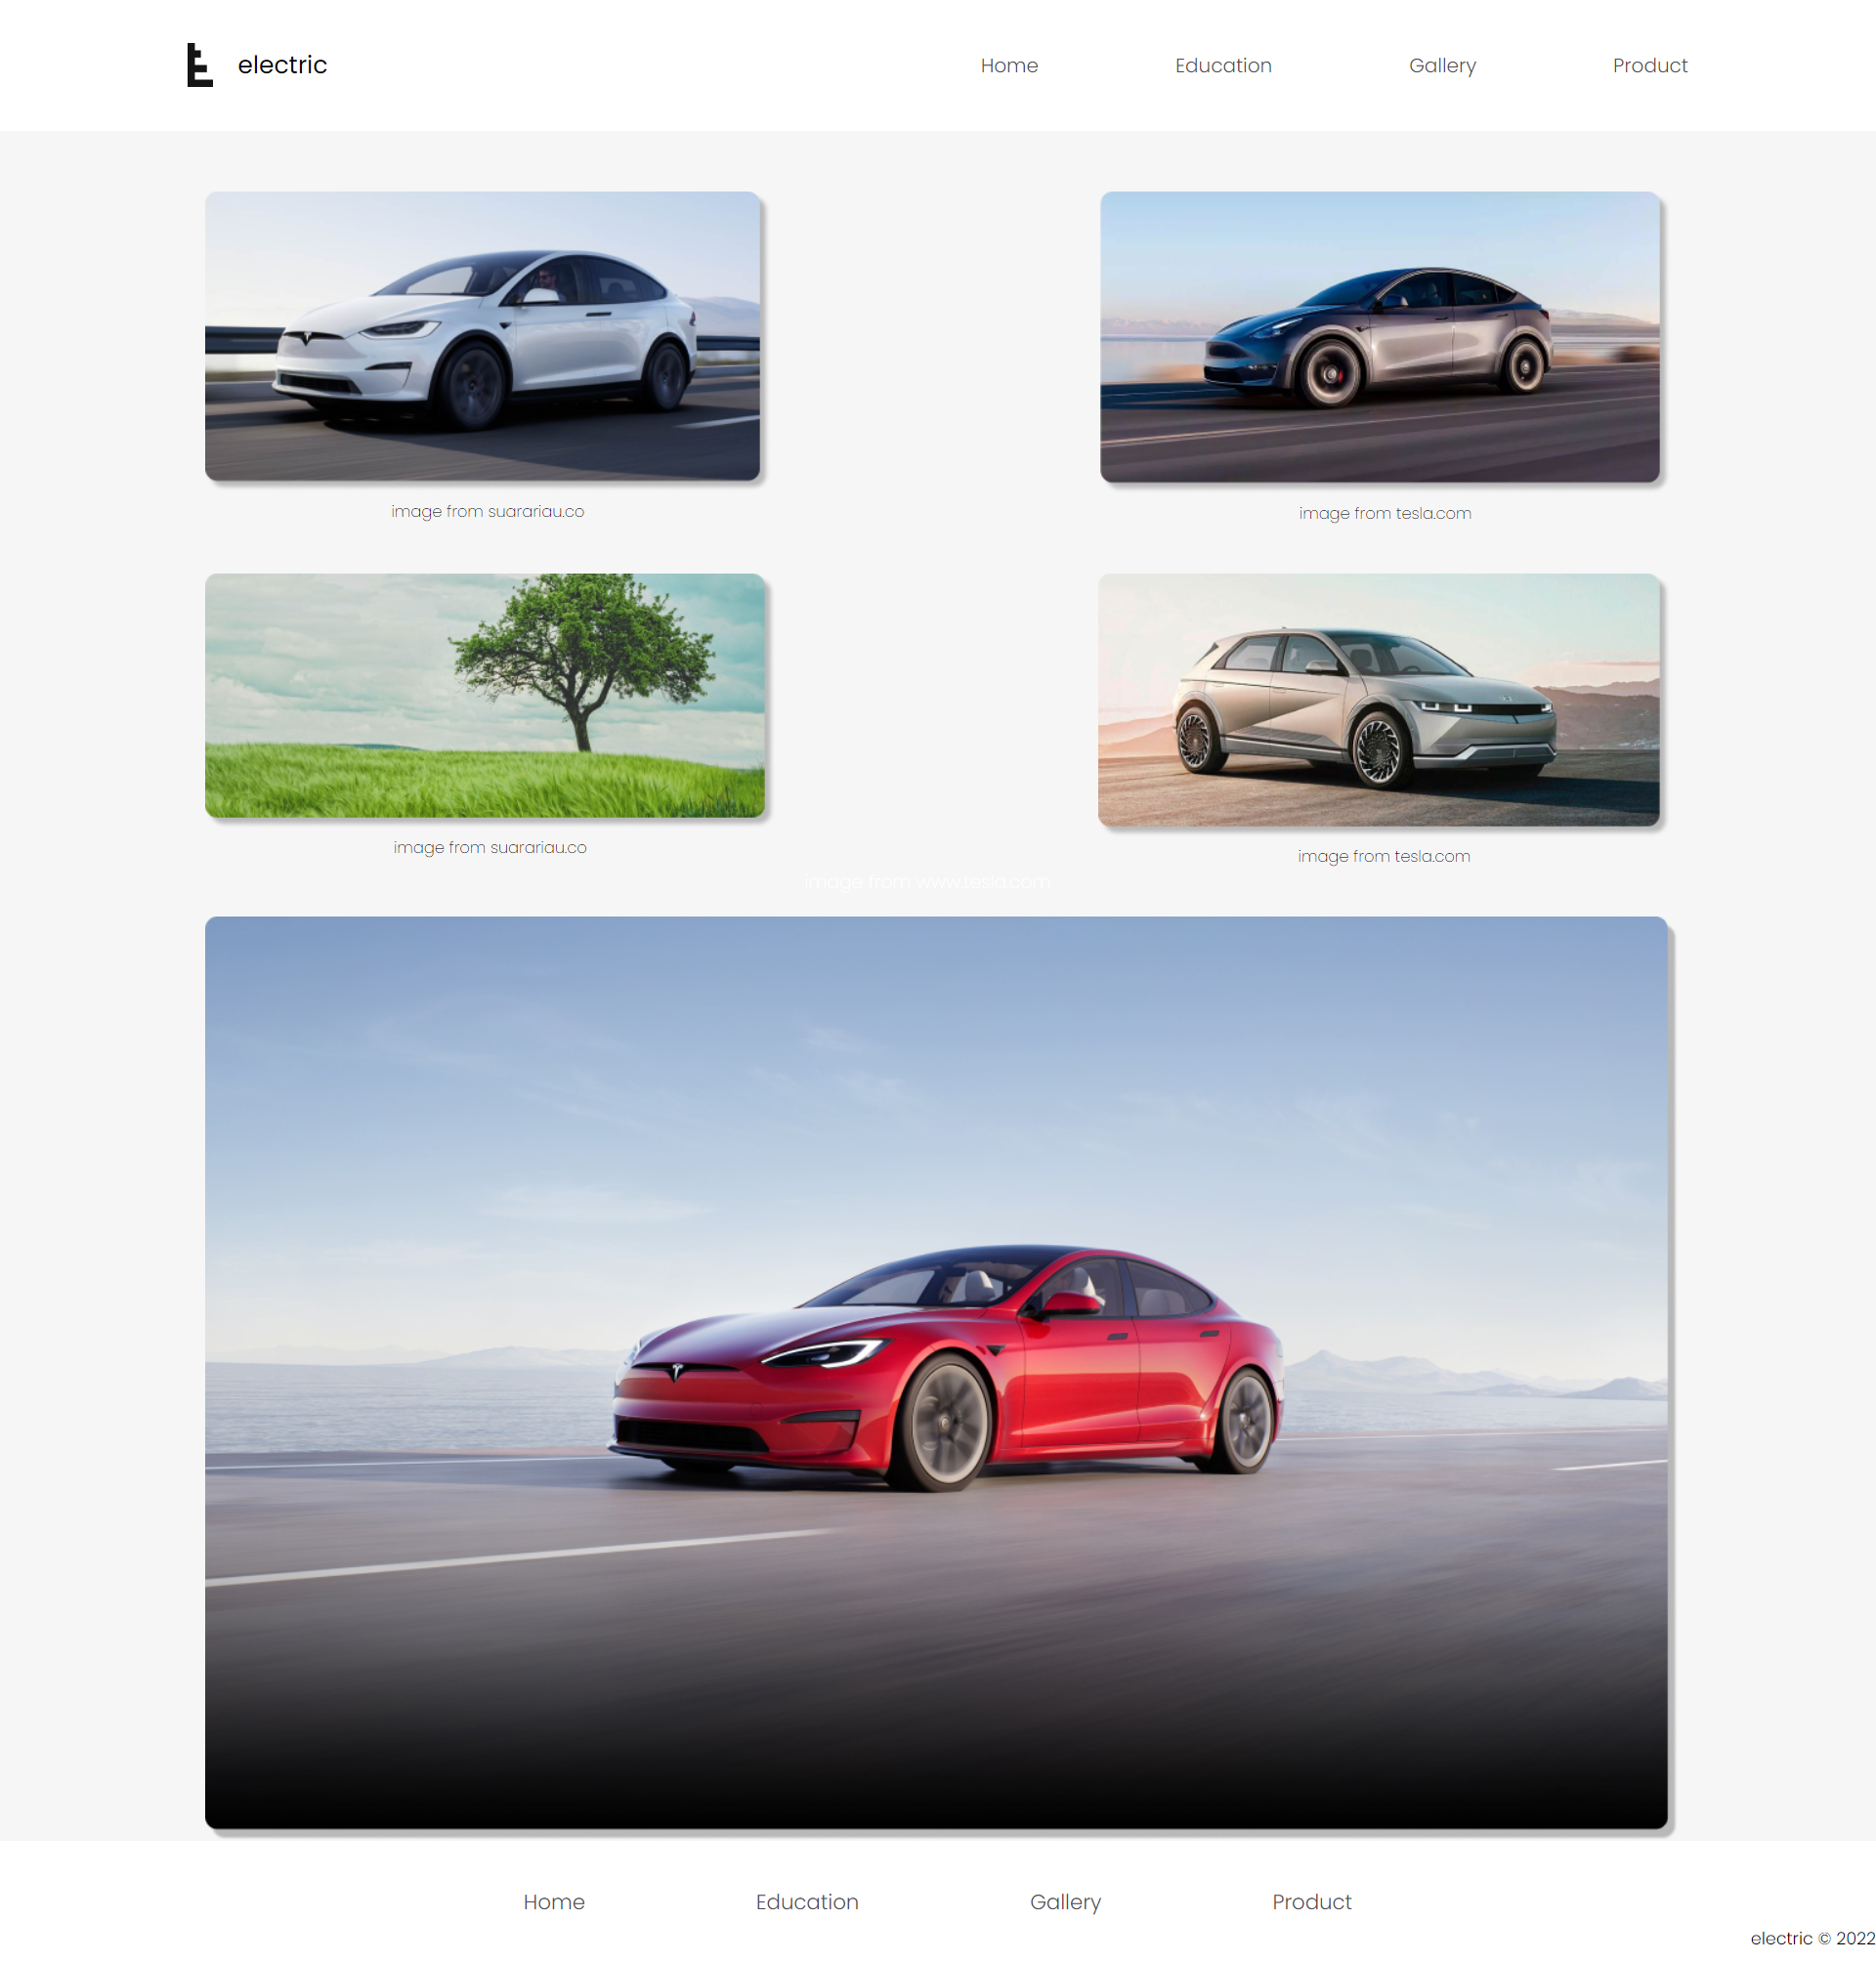 electric
Home Education Gallery Product
image from suarariau.co
image from tesla.com
image from suarariau.co
image from tesla.com
image from www.tesla.com
Home Education Gallery Product
electric © 2022